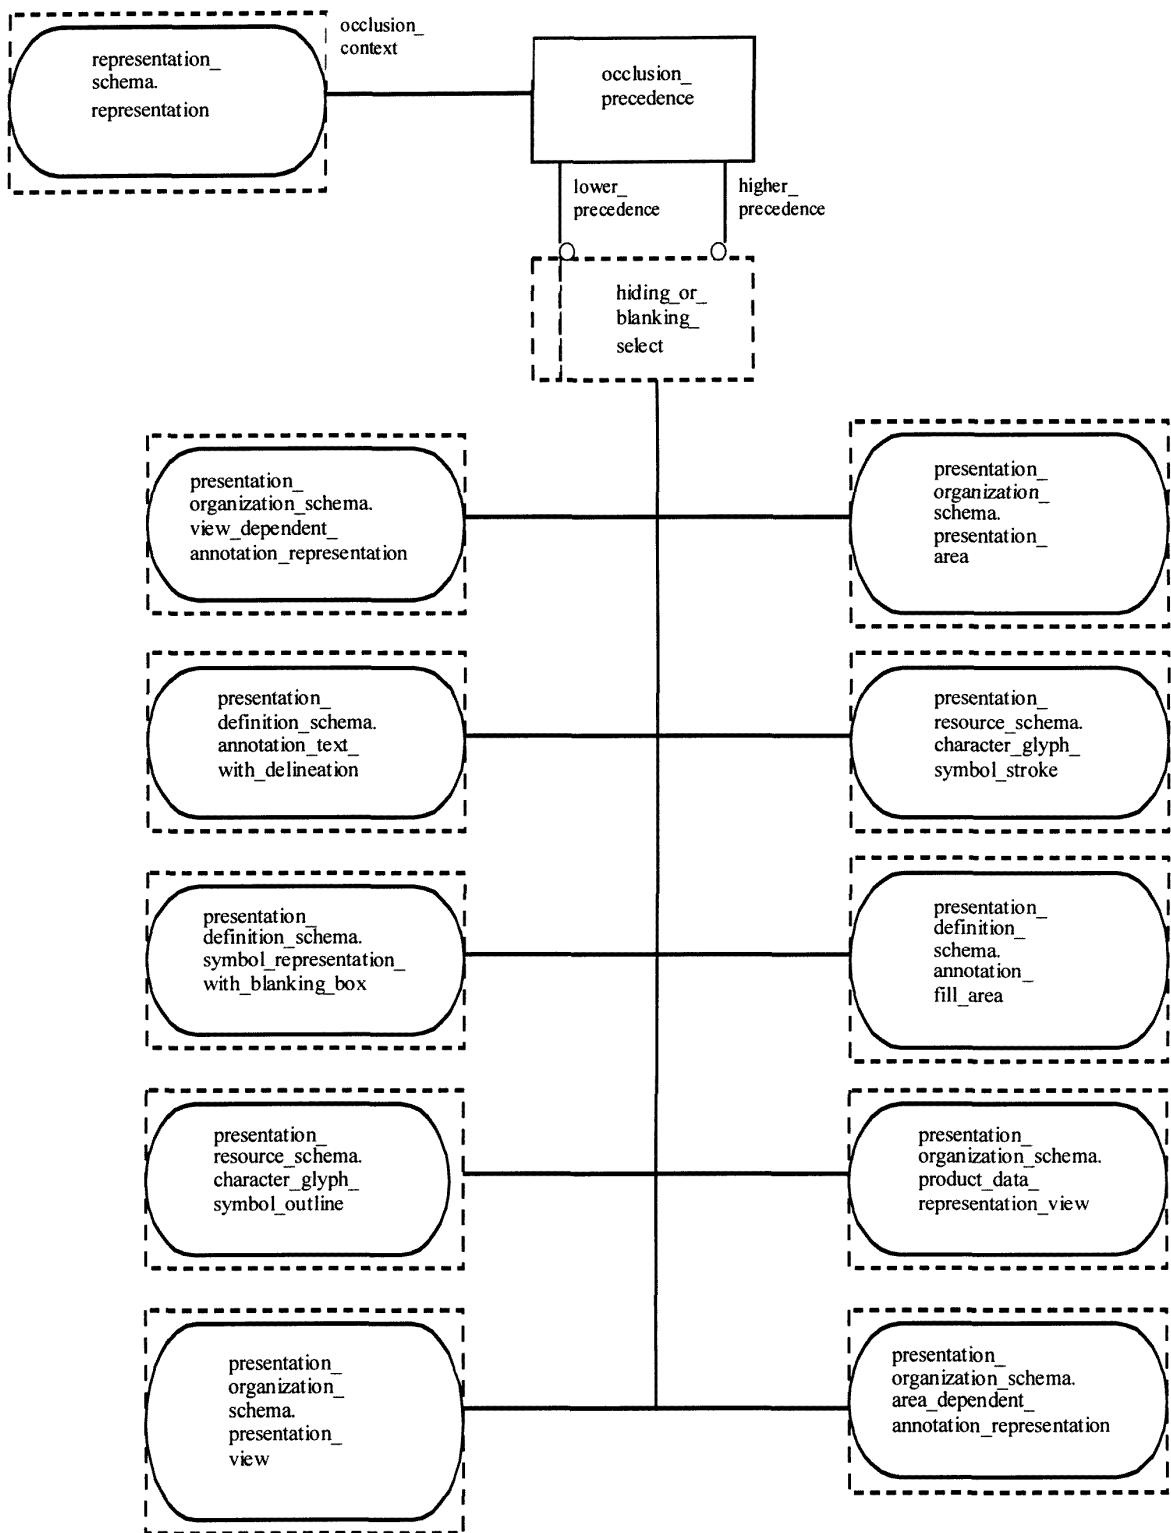 representation_
schema.
representation
occlusion_
context
occlusion_
precedence
lower_
precedence
higher_
precedence
hiding_or_
blanking_
select
presentation_
organization_schema.
view_dependent_
annotation_representation
presentation_
organization_
schema.
presentation_
area
presentation_
definition_schema.
annotation_text_
with_delineation
presentation_
resource_schema.
character_glyph_
symbol_stroke
presentation_
definition_schema.
symbol_representation_
with_blanking_box
presentation_
definition_
schema.
annotation_
fill_area
presentation_
resource_schema.
character_glyph_
symbol_outline
presentation_
organization_schema.
product_data_
representation_view
presentation_
organization_
schema.
presentation_
view
presentation_
organization_schema.
area_dependent_
annotation_representation